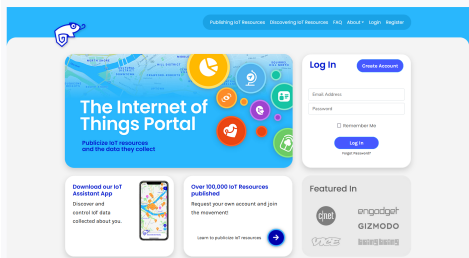 Publishing IoT Resources Discovering IoT Resources FAQ About Login Register
The Internet of
Things Portal
Publicize IoT resources
and the data they collect
Log In
Create Account
Email Address
Password
Remember Me
Log In
Forgot Password?
Download our IoT
Assistant App
Discover and
control IoT data
collected about you.
Over 100,000 IoT Resources
published
Request your own account and join
the movement!
Learn to publicize IoT resources
Featured In
c|net
engadget
GIZMODO
VICE
boing boing